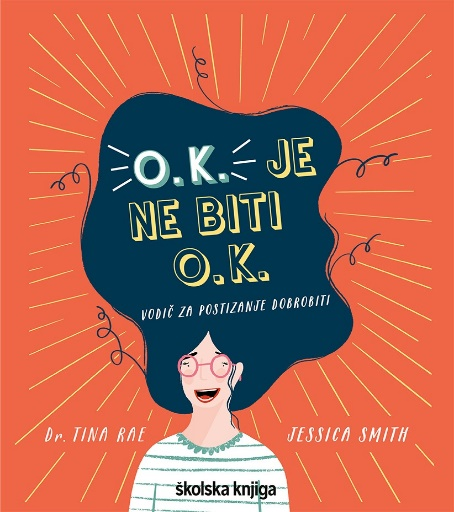 O.K. JE
NE BITI
O.K.
VODIČ ZA POSTIZANJE DOBROBITI
Dr. TINA RAE
JESSICA SMITH
školska knjiga